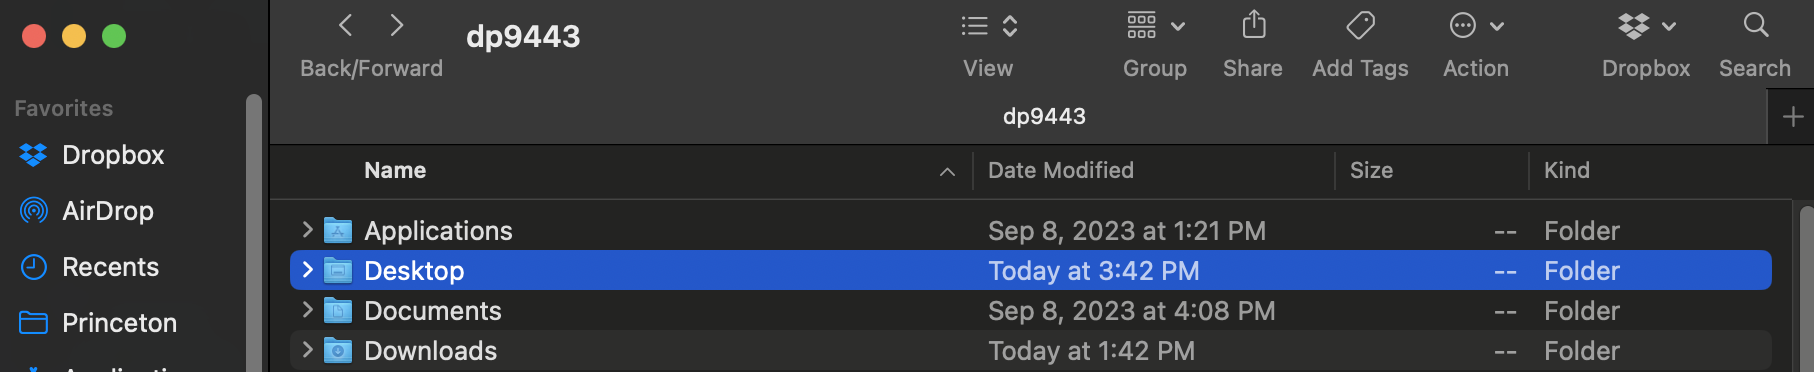 dp9443
Back/Forward
View
Group
Share
Add Tags
Action
Dropbox
Search
dp9443
Favorites
Dropbox
AirDrop
Recents
Princeton
Name Date Modified Size Kind
Applications Sep 8, 2023 at 1:21 PM -- Folder
Desktop Today at 3:42 PM -- Folder
Documents Sep 8, 2023 at 4:08 PM -- Folder
Downloads Today at 1:42 PM -- Folder